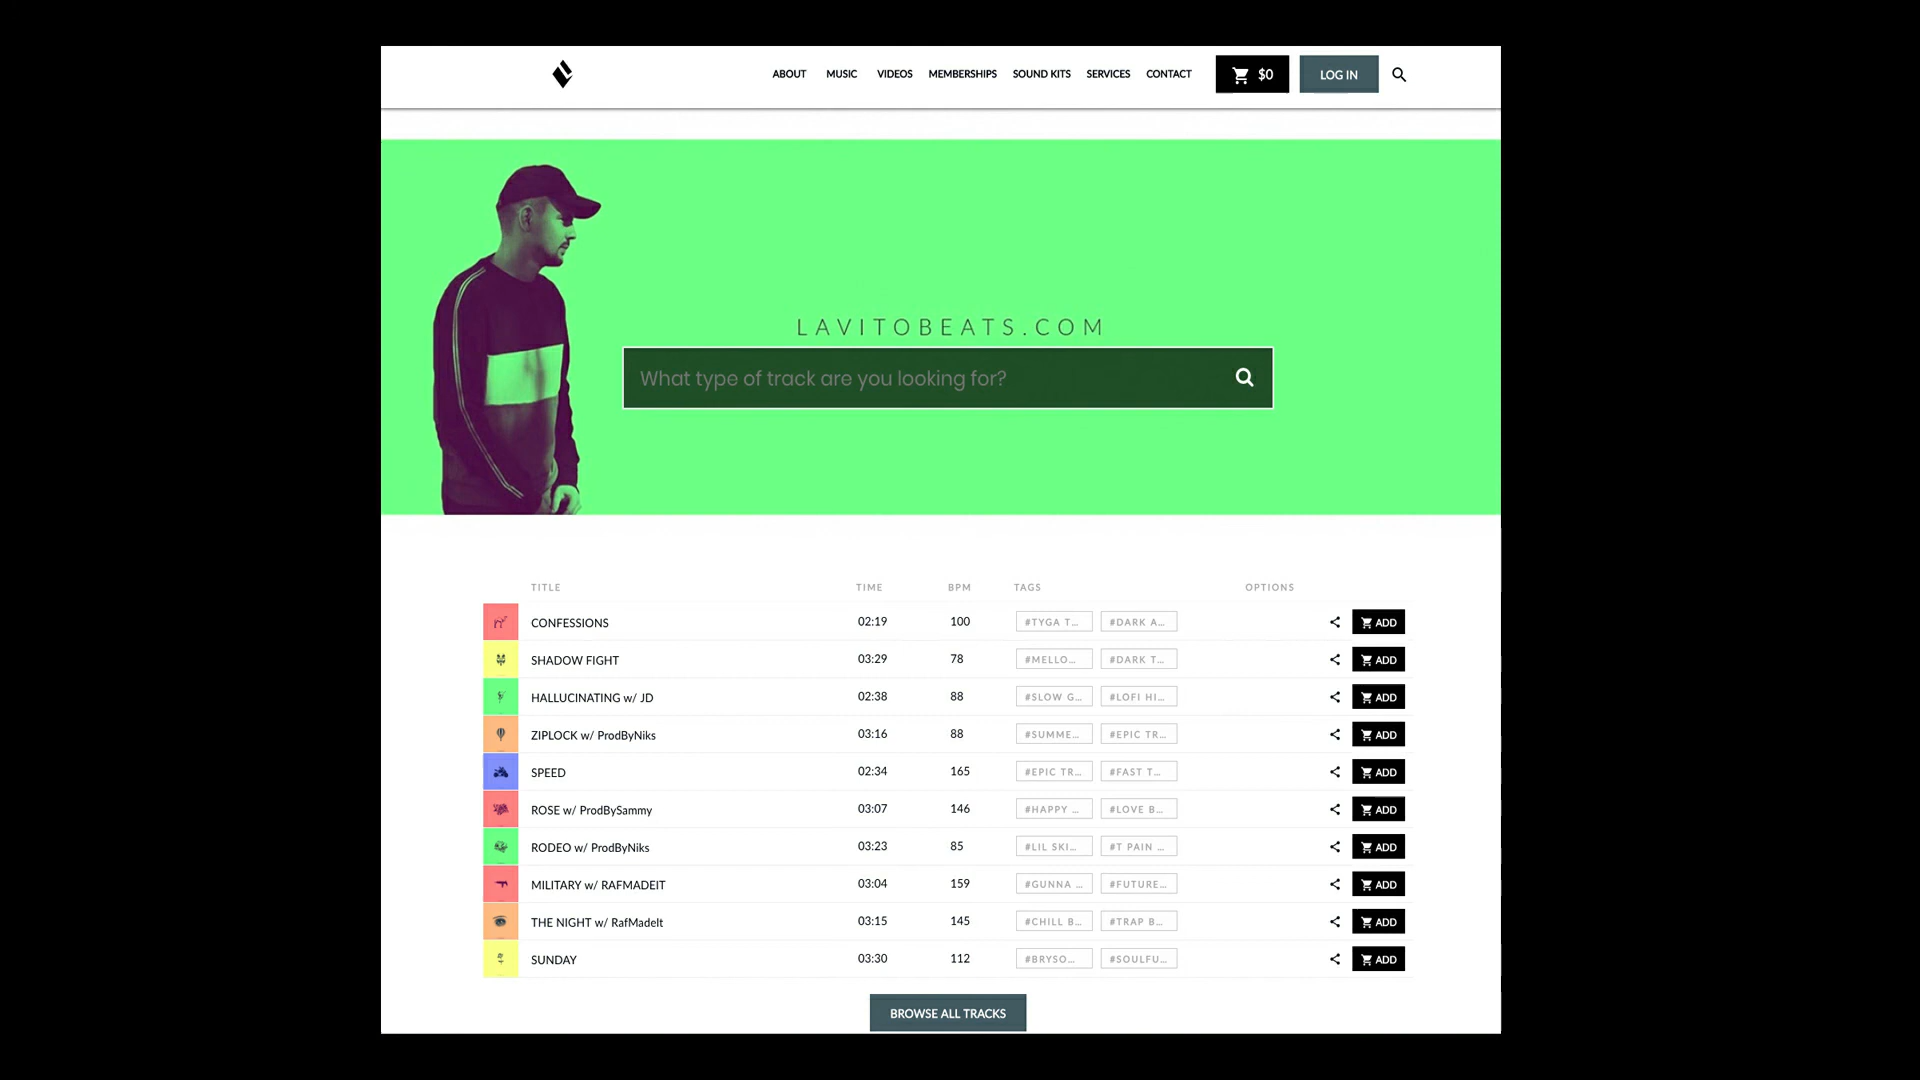 ABOUT MUSIC VIDEOS MEMBERSHIPS SOUND KITS SERVICES CONTACT $0 LOG IN
LAVITOBEATS.COM
What type of track are you looking for?
TITLE TIME BPM TAGS OPTIONS
CONFESSIONS 02:19 100 #TYGA T... #DARK A... ADD
SHADOW FIGHT 03:29 78 #MELLO... #DARK T... ADD
HALLUCINATING w/ JD 02:38 88 #SLOW G... #LOFI HI... ADD
ZIPLOCK w/ ProdByNiks 03:16 88 #SUMME... #EPIC TR... ADD
SPEED 02:34 165 #EPIC TR... #FAST T... ADD
ROSE w/ ProdBySammy 03:07 146 #HAPPY ... #LOVE B... ADD
RODEO w/ ProdByNiks 03:23 85 #LIL SKI... #T PAIN ... ADD
MILITARY w/ RAFMADEIT 03:04 159 #GUNNA ... #FUTURE... ADD
THE NIGHT w/ RafMadeIt 03:15 145 #CHILL B... #TRAP B... ADD
SUNDAY 03:30 112 #BRYSO... #SOULFU... ADD
BROWSE ALL TRACKS